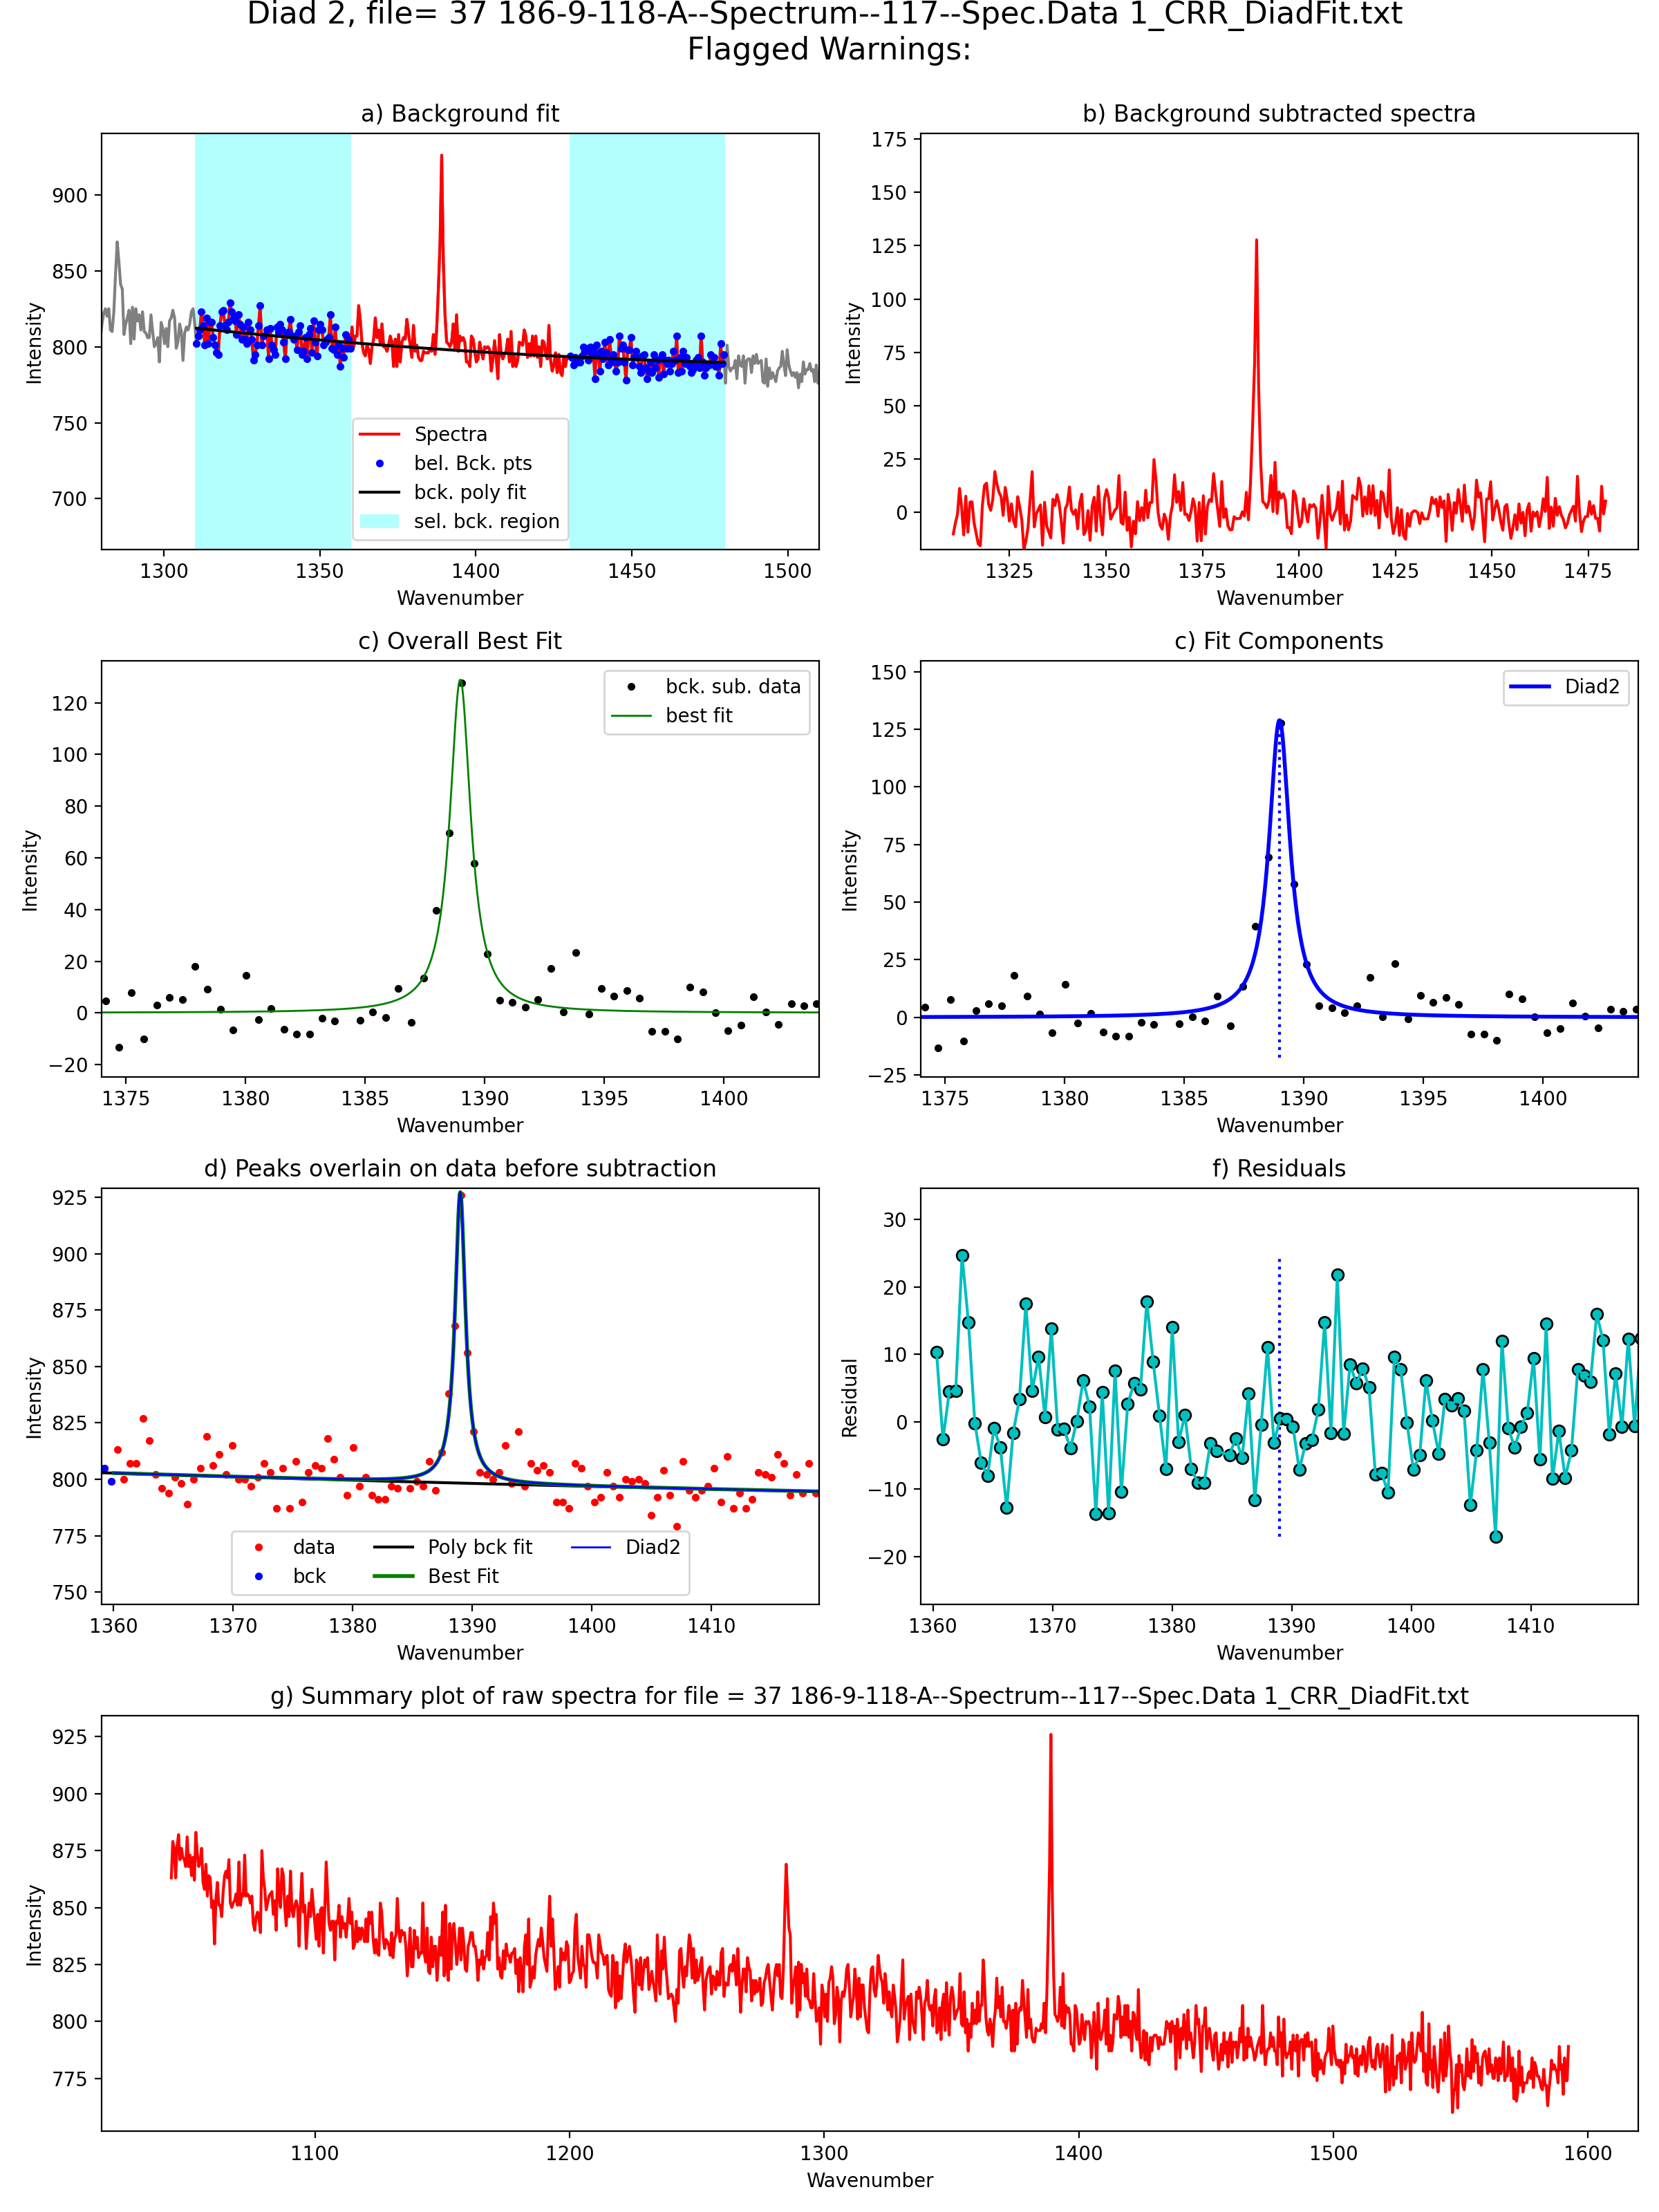 Diad 2, file= 37 186-9-118-A--Spectrum--117--Spec.Data 1_CRR_DiadFit.txt
Flagged Warnings:
a) Background fit
Intensity
900
850
800
750
700
Spectra
bel. Bck. pts
bck. poly fit
sel. bck. region
1300 1350 1400 1450 1500
Wavenumber
b) Background subtracted spectra
Intensity
175
150
125
100
75
50
25
0
1325 1350 1375 1400 1425 1450 1475
Wavenumber
c) Overall Best Fit
Intensity
120
100
80
60
40
20
0
−20
bck. sub. data
best fit
1375 1380 1385 1390 1395 1400
Wavenumber
c) Fit Components
Intensity
150
125
100
75
50
25
0
−25
Diad2
1375 1380 1385 1390 1395 1400
Wavenumber
d) Peaks overlain on data before subtraction
Intensity
925
900
875
850
825
800
775
750
data Poly bck fit Diad2
bck Best Fit
1360 1370 1380 1390 1400 1410
Wavenumber
f) Residuals
Residual
30
20
10
0
−10
−20
1360 1370 1380 1390 1400 1410
Wavenumber
g) Summary plot of raw spectra for file = 37 186-9-118-A--Spectrum--117--Spec.Data 1_CRR_DiadFit.txt
Intensity
925
900
875
850
825
800
775
1100 1200 1300 1400 1500 1600
Wavenumber